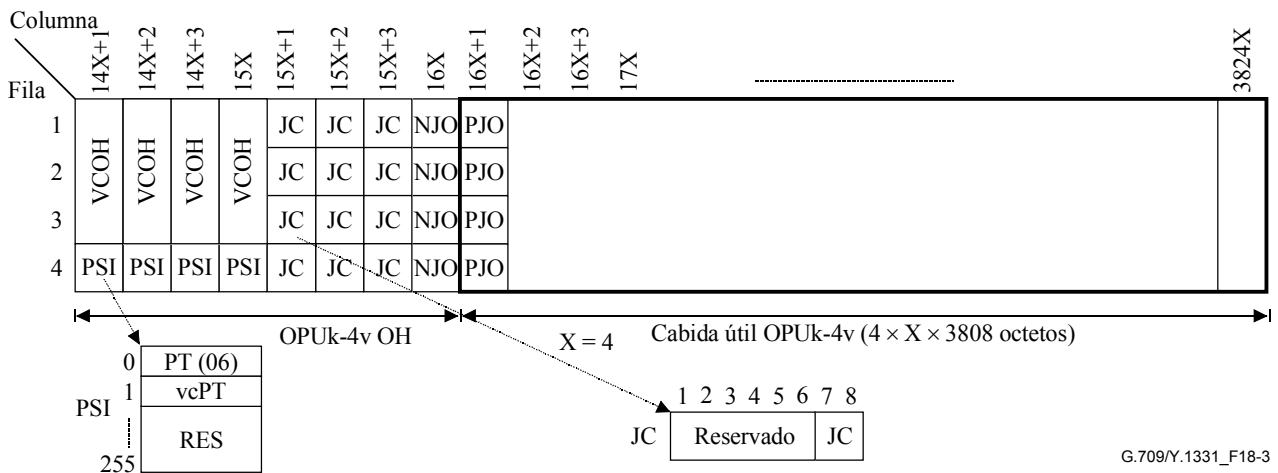 Columna
14X+1 14X+2 14X+3 15X 15X+1 15X+2 15X+3 16X 16X+1 16X+2 16X+3 17X 3824X
Fila
1 VCOH VCOH VCOH VCOH JC JC JC NJO PJO
2 JC JC JC NJO PJO
3 JC JC JC NJO PJO
4 PSI PSI PSI PSI JC JC JC NJO PJO
OPUk-4v OH X = 4 Cabida útil OPUk-4v (4 × X × 3808 octetos)
0 PT (06)
PSI 1 vcPT
RES
255
1 2 3 4 5 6 7 8
JC Reservado JC
G.709/Y.1331_F18-3